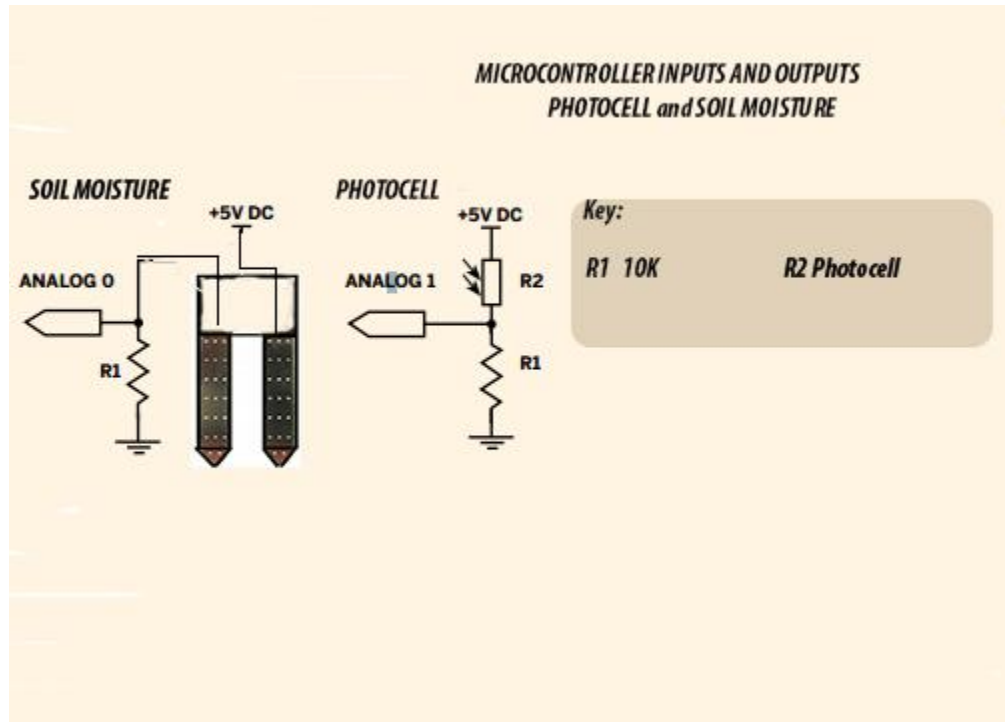 MICROCONTROLLER INPUTS AND OUTPUTS
PHOTOCELL and SOIL MOISTURE
SOIL MOISTURE
+5V DC
ANALOG 0
R1
PHOTOCELL
+5V DC
ANALOG 1
R2
R1
Key:
R1 10K
R2 Photocell